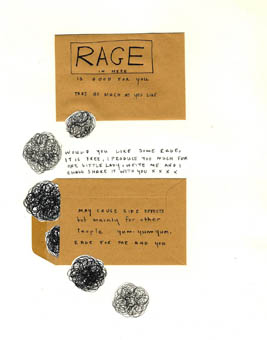 RAGE
IN HERE
IS GOOD FOR YOU
TAKE AS MUCH AS YOU LIKE
WOULD YOU LIKE SOME RAGE,
IT IS FREE, I PRODUCE TOO MUCH FOR
ONE LITTLE LADY, WRITE ME AND I
SHARE IT WITH YOU X X X X
MAY CAUSE SIDE EFFECTS
but mainly for other
people yum.yum.yum.
RAGE FOR ME AND YOU